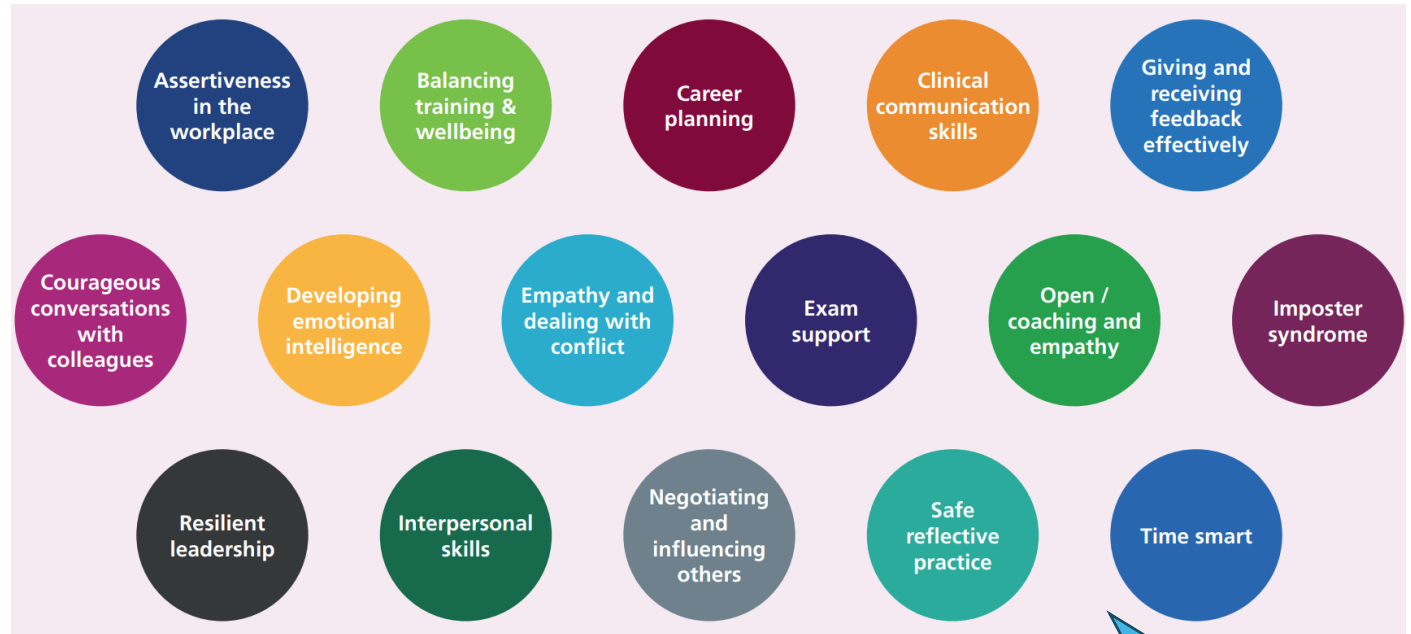 Assertiveness
in the
workplace
Balancing
training &
wellbeing
Career
planning
Clinical
communication
skills
Giving and
receiving
feedback
effectively
Courageous
conversations
with
colleagues
Developing
emotional
intelligence
Empathy and
dealing with
conflict
Exam
support
Open /
coaching and
empathy
Imposter
syndrome
Resilient
leadership
Interpersonal
skills
Negotiating
and
influencing
others
Safe
reflective
practice
Time smart